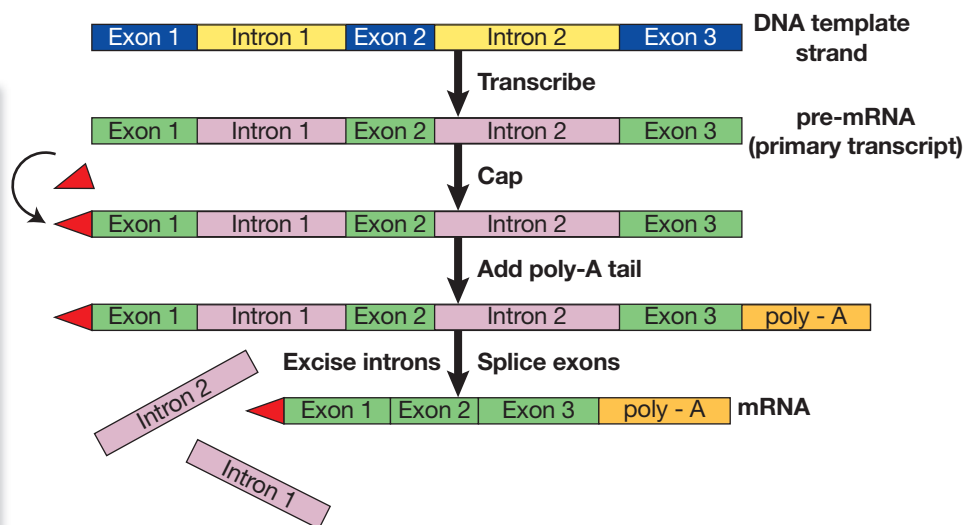 Exon 1 Intron 1 Exon 2 Intron 2 Exon 3 DNA template
strand
Transcribe
Exon 1 Intron 1 Exon 2 Intron 2 Exon 3 pre-mRNA
(primary transcript)
Cap
Exon 1 Intron 1 Exon 2 Intron 2 Exon 3
Add poly-A tail
Exon 1 Intron 1 Exon 2 Intron 2 Exon 3 poly - A
Excise introns Splice exons
Intron 2
Exon 1 Exon 2 Exon 3 poly - A mRNA
Intron 1